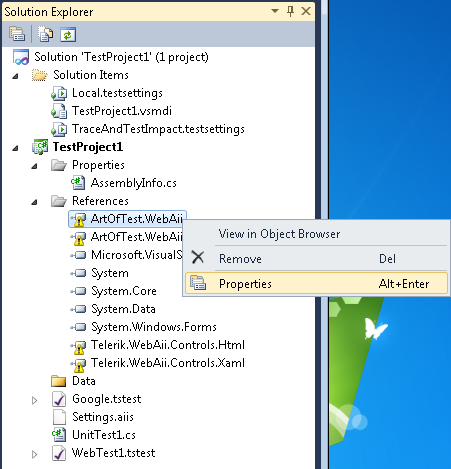 Solution Explorer
Solution 'TestProject1' (1 project)
Solution Items
Local.testsettings
TestProject1.vsmdi
TraceAndTestImpact.testsettings
TestProject1
Properties
AssemblyInfo.cs
References
ArtOfTest.WebAii
ArtOfTest.WebAii
Microsoft.VisualS
System
System.Core
System.Data
System.Windows.Forms
Telerik.WebAii.Controls.Html
Telerik.WebAii.Controls.Xaml
Data
Google.tstest
Settings.aiis
UnitTest1.cs
WebTest1.tstest
View in Object Browser
Remove Del
Properties Alt+Enter